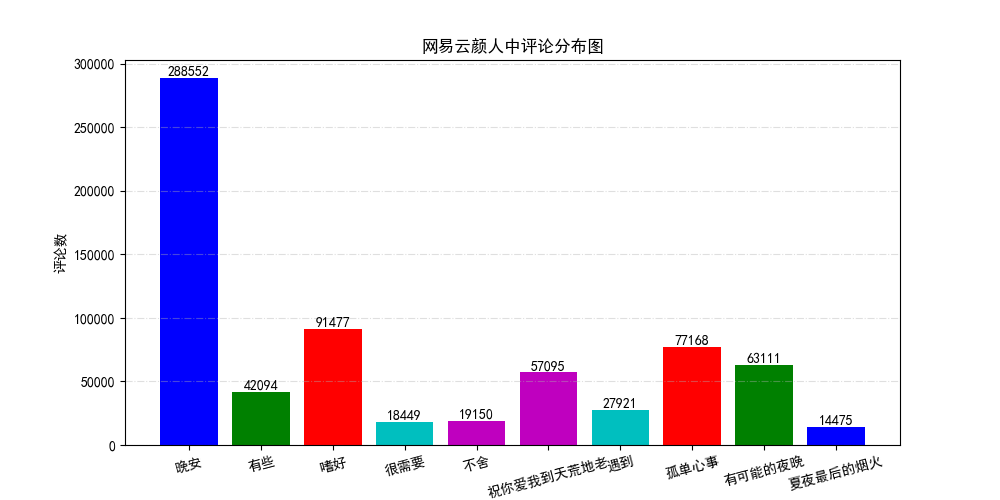 网易云颜人中评论分布图
评论数
300000
250000
200000
150000
100000
50000
0
288552
42094
91477
18449
19150
57095
27921
77168
63111
14475
晚安
有些
嗜好
很需要
不舍
祝你爱我到天荒地老
遇到
孤单心事
有可能的夜晚
夏夜最后的烟火